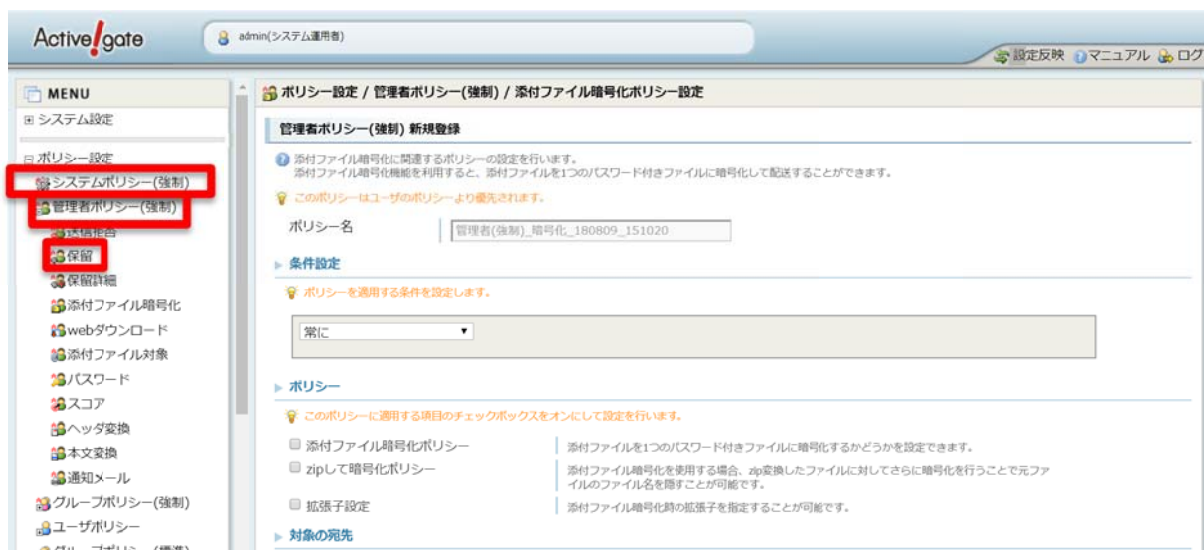 Active!gate
admin(システム運用者)
設定反映 マニュアル ログ
MENU
システム設定
ポリシー設定
システムポリシー(強制)
管理者ポリシー(強制)
送信拒否
保留
保留詳細
添付ファイル暗号化
webダウンロード
添付ファイル対象
パスワード
スコア
ヘッダ変換
本文変換
通知メール
グループポリシー(強制)
ユーザポリシー
グループポリシー(標準)
ポリシー設定 / 管理者ポリシー(強制) / 添付ファイル暗号化ポリシー設定
管理者ポリシー(強制) 新規登録
添付ファイル暗号化に関連するポリシーの設定を行います。
添付ファイル暗号化機能を利用すると、添付ファイルを1つのパスワード付きファイルに暗号化して配送することができます。
このポリシーはユーザのポリシーより優先されます。
ポリシー名
管理者(強制)_暗号化_180809_151020
条件設定
ポリシーを適用する条件を設定します。
常に
ポリシー
このポリシーに適用する項目のチェックボックスをオンにして設定を行います。
添付ファイル暗号化ポリシー
添付ファイルを1つのパスワード付きファイルに暗号化するかどうかを設定できます。
zipして暗号化ポリシー
添付ファイル暗号化を使用する場合、zip変換したファイルに対してさらに暗号化を行うことで元ファ
イルのファイル名を隠すことが可能です。
拡張子設定
添付ファイル暗号化時の拡張子を指定することが可能です。
対象の宛先